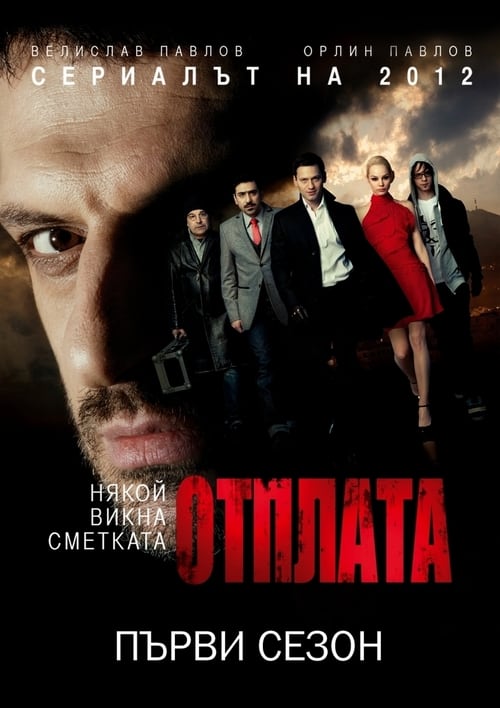 ВЕЛИСЛАВ ПАВЛОВ ОРЛИН ПАВЛОВ
СЕРИАЛЪТ НА 2012
НЯКОЙ
ВИКНА
СМЕТКАТА
ОТПЛАТА
ПЪРВИ СЕЗОН